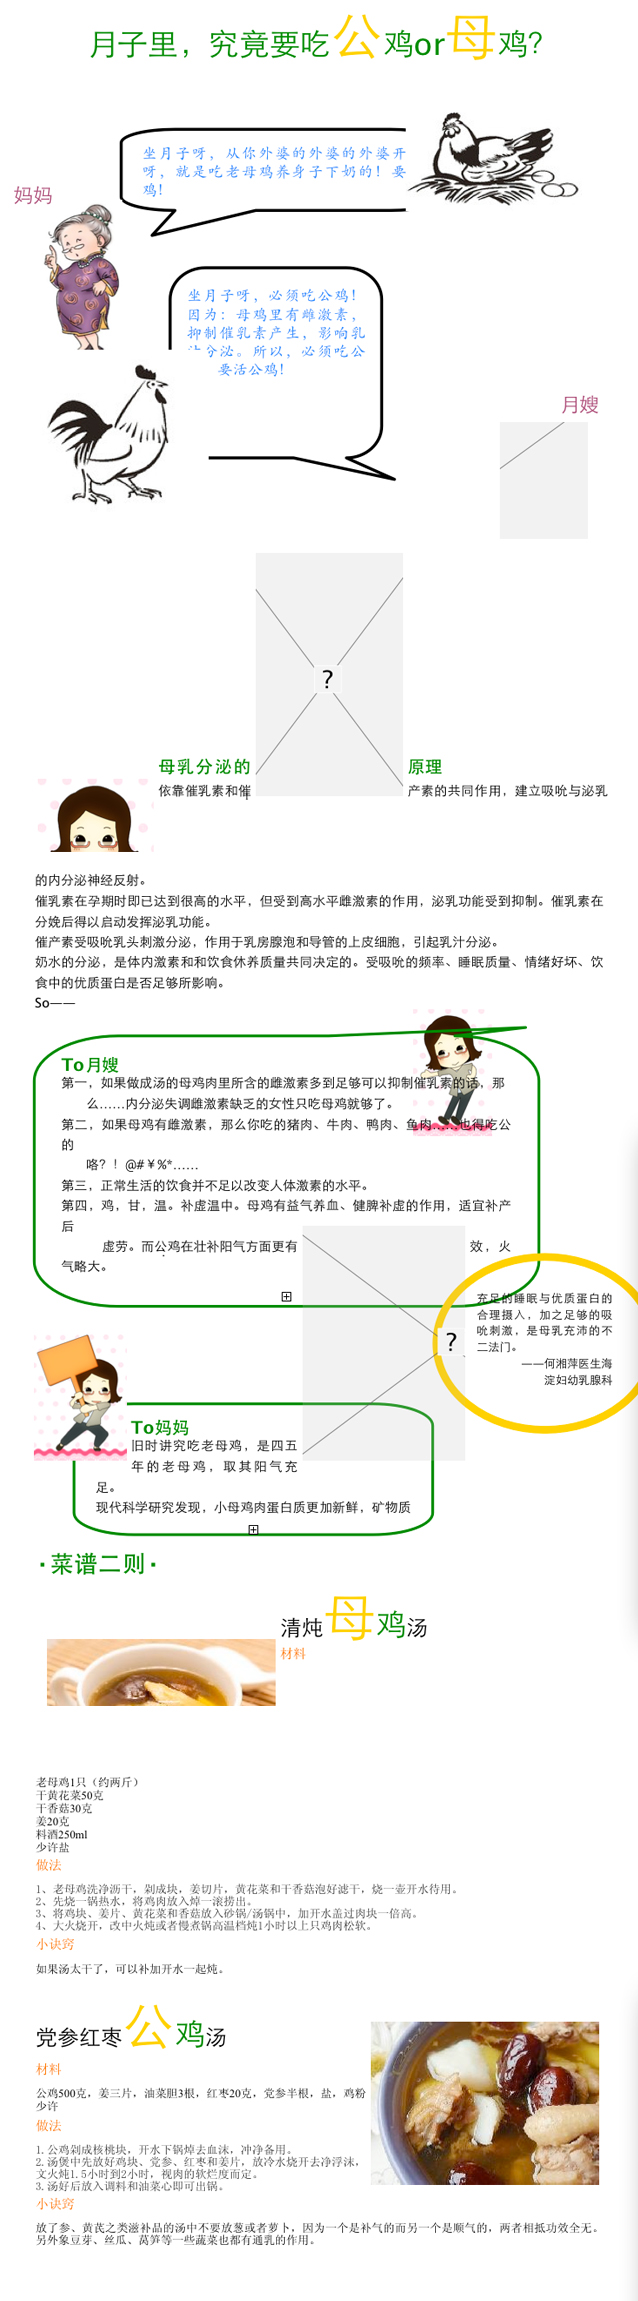 月子里，究竟要吃公鸡or母鸡？
坐月子呀，从你外婆的外婆的外婆开
呀，就是吃老母鸡养身子下奶的！要
鸡！
妈妈
坐月子呀，必须吃公鸡！
因为：母鸡里有雌激素，
抑制催乳素产生，影响乳
分泌。所以，必须吃公
要活公鸡！
月嫂
?
母乳分泌的 原理
依靠催乳素和催 产素的共同作用，建立吸吮与泌乳
的内分泌神经反射。
催乳素在孕期时即已达到很高的水平，但受到高水平雌激素的作用，泌乳功能受到抑制。催乳素在
分娩后得以启动发挥泌乳功能。
催产素受吸吮乳头刺激分泌，作用于乳房腺泡和导管的上皮细胞，引起乳汁分泌。
奶水的分泌，是体内激素和和饮食休养质量共同决定的。受吸吮的频率、睡眠质量、情绪好坏、饮
食中的优质蛋白是否足够所影响。
So——
To月嫂
第一，如果做成汤的母鸡肉里所含的雌激素多到足够可以抑制催乳素的话，那
么……内分泌失调雌激素缺乏的女性只吃母鸡就够了。
第二，如果母鸡有雌激素，那么你吃的猪肉、牛肉、鸭肉、鱼肉……也得吃公
的
咯？！@#￥%*……
第三，正常生活的饮食并不足以改变人体激素的水平。
第四，鸡，甘，温。补虚温中。母鸡有益气养血、健脾补虚的作用，适宜补产
后
虚劳。而公鸡在壮补阳气方面更有 效，火
气略大。
充足的睡眠与优质蛋白的
合理摄入，加之足够的吸
吮刺激，是母乳充沛的不
二法门。
——何湘萍医生海
淀妇幼乳腺科
?
To妈妈
旧时讲究吃老母鸡，是四五
年的老母鸡，取其阳气充
足。
现代科学研究发现，小母鸡肉蛋白质更加新鲜，矿物质
·菜谱二则·
清炖母鸡汤
材料
老母鸡1只（约两斤）
干黄花菜50克
干香菇30克
姜20克
料酒250ml
少许盐
做法
1、老母鸡洗净沥干，剁成块，姜切片，黄花菜和干香菇泡好滤干，烧一壶开水待用。
2、先烧一锅热水，将鸡肉放入焯一滚捞出。
3、将鸡块、姜片、黄花菜和香菇放入砂锅/汤锅中，加开水盖过肉块一倍高。
4、大火烧开，改中火炖或者慢煮锅高温档炖1小时以上只鸡肉松软。
小诀窍
如果汤太干了，可以补加开水一起炖。
党参红枣公鸡汤
材料
公鸡500克，姜三片，油菜胆3根，红枣20克，党参半根，盐，鸡粉
少许
做法
1.公鸡剁成核桃块，开水下锅焯去血沫，冲净备用。
2.汤煲中先放好鸡块、党参、红枣和姜片，放冷水烧开去净浮沫，
文火炖1.5小时到2小时，视肉的软烂度而定。
3.汤好后放入调料和油菜心即可出锅。
小诀窍
放了参、黄芪之类滋补品的汤中不要放葱或者萝卜，因为一个是补气的而另一个是顺气的，两者相抵功效全无。
另外象豆芽、丝瓜、莴笋等一些蔬菜也都有通乳的作用。